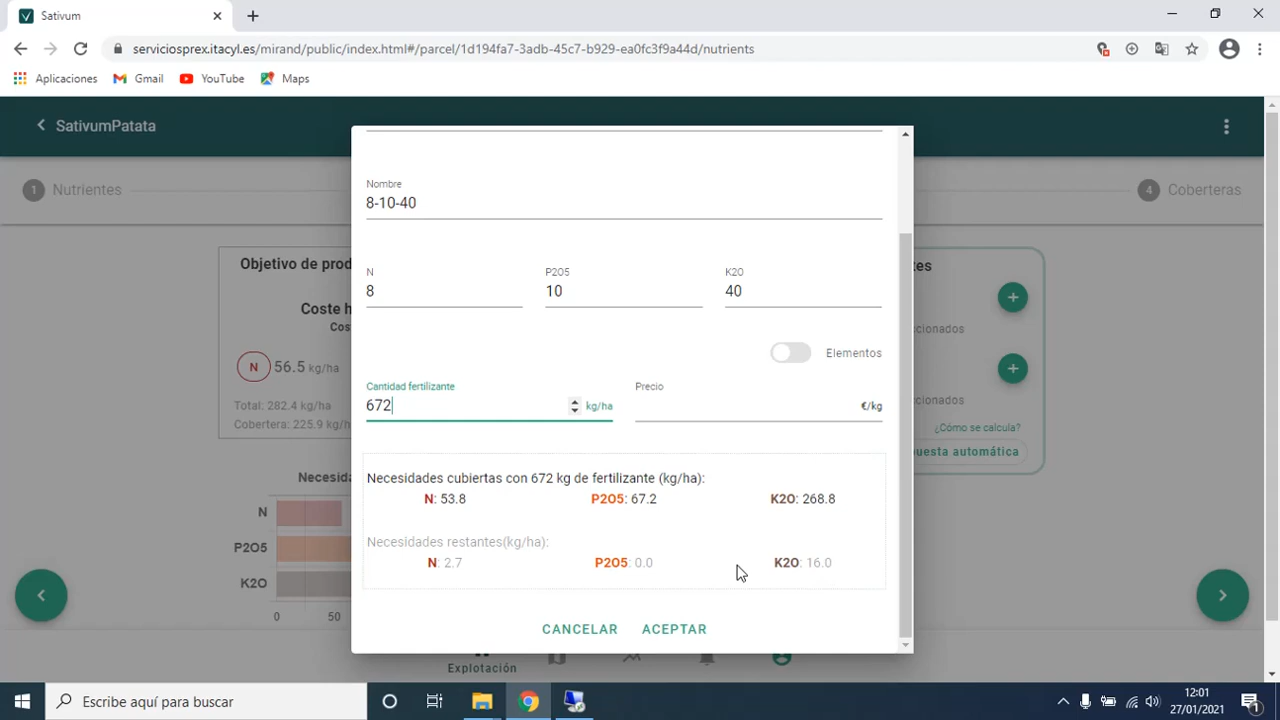 Sativum
serviciosprex.itacyl.es/mirand/public/index.html#/parcel/1d194fa7-3adb-45c7-b929-ea0fc3f9a44d/nutrients
Aplicaciones Gmail YouTube Maps
SativumPatata
1 Nutrientes
4 Coberteras
Nombre
8-10-40
N P2O5 K2O
8 10 40
Elementos
Cantidad fertilizante Precio
672 kg/ha €/kg
Necesidades cubiertas con 672 kg de fertilizante (kg/ha):
N: 53.8 P2O5: 67.2 K2O: 268.8
Necesidades restantes(kg/ha):
N: 2.7 P2O5: 0.0 K2O: 16.0
CANCELAR ACEPTAR
Objetivo de prod
Coste h
Cos
N 56.5 kg/ha
Total: 282.4 kg/ha
Cobertera: 225.9 kg/h
Necesid
N
P2O5
K2O
0 50
tes
ccionados
ccionados
¿Cómo se calcula?
uesta automática
Explotación
Escribe aquí para buscar
12:01
27/01/2021
1